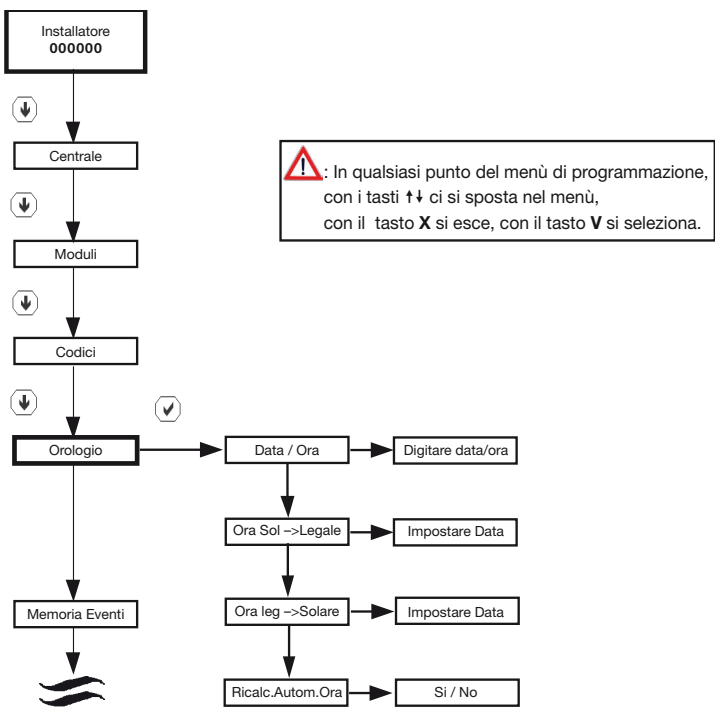 Installatore
000000
Centrale
: In qualsiasi punto del menù di programmazione,
con i tasti ↑↓ ci si sposta nel menù,
con il tasto X si esce, con il tasto V si seleziona.
Moduli
Codici
Orologio
Data / Ora
Digitare data/ora
Ora Sol –>Legale
Impostare Data
Memoria Eventi
Ora leg –>Solare
Impostare Data
Ricalc.Autom.Ora
Si / No